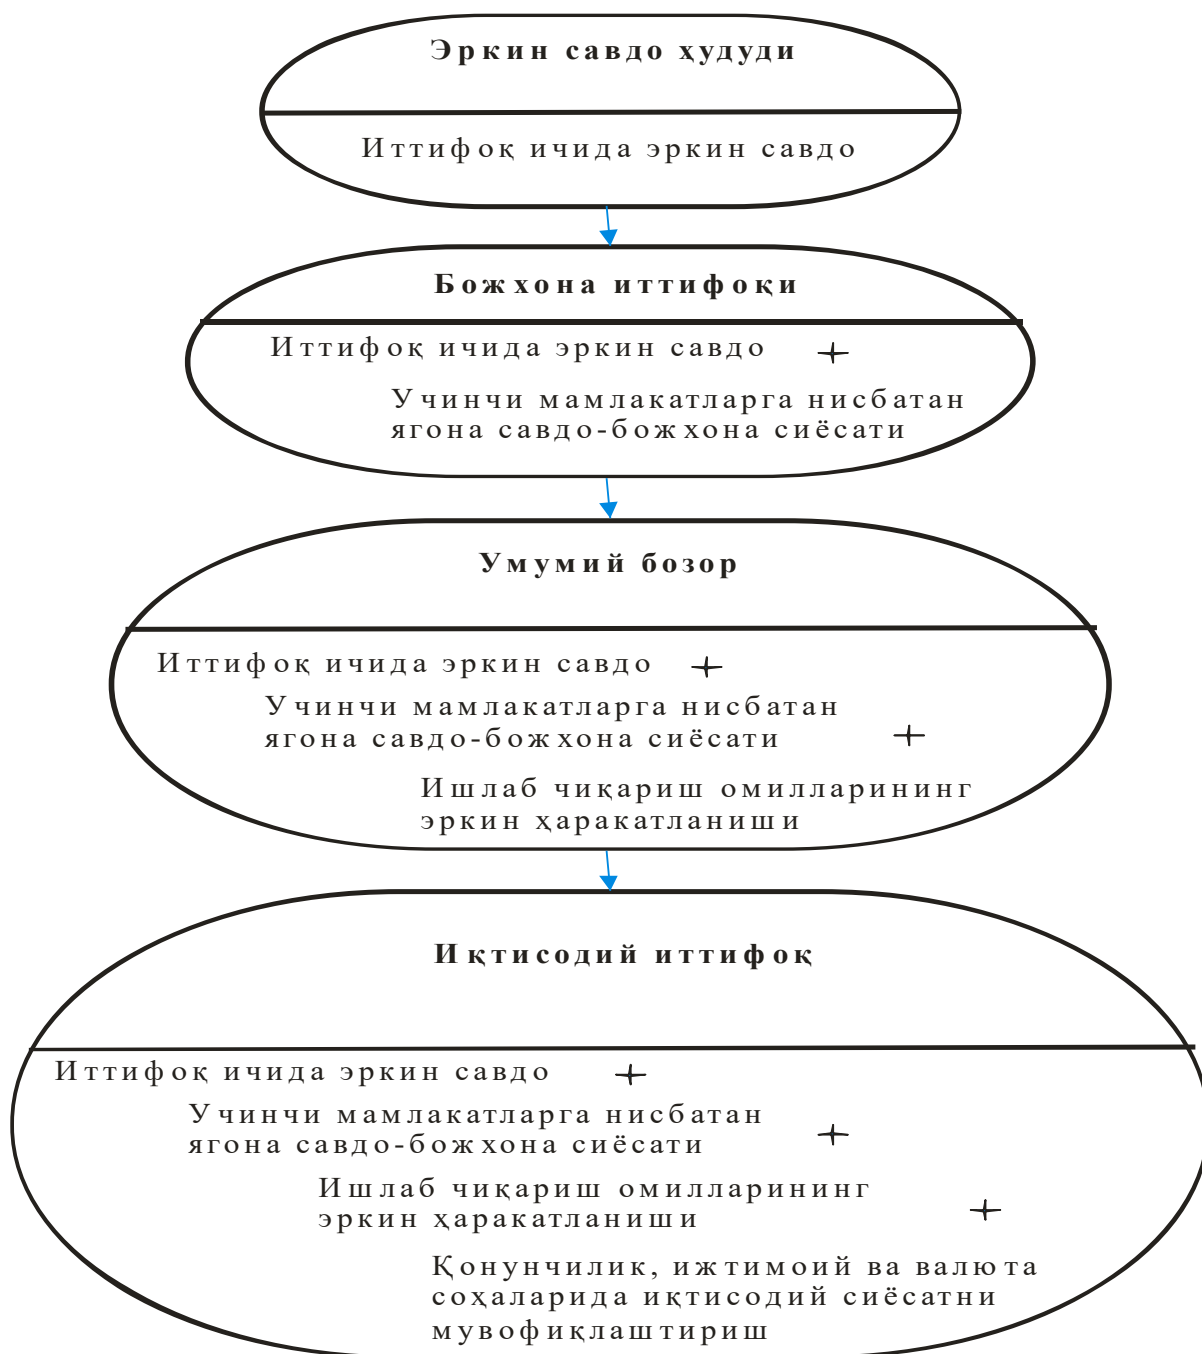 Эркин савдо ҳудуди
Иттифоқ ичида эркин савдо
Божхона иттифоқи
Иттифоқ ичида эркин савдо +
Учинчи мамлакатларга нисбатан
ягона савдо-божхона сиёсати
Умумий бозор
Иттифоқ ичида эркин савдо +
Учинчи мамлакатларга нисбатан
ягона савдо-божхона сиёсати +
Ишлаб чиқариш омилларининг
эркин ҳаракатланиши
Иқтисодий иттифоқ
Иттифоқ ичида эркин савдо +
Учинчи мамлакатларга нисбатан
ягона савдо-божхона сиёсати +
Ишлаб чиқариш омилларининг
эркин ҳаракатланиши +
Қонунчилик, ижтимоий ва валюта
соҳаларида иқтисодий сиёсатни
мувофиқлаштириш